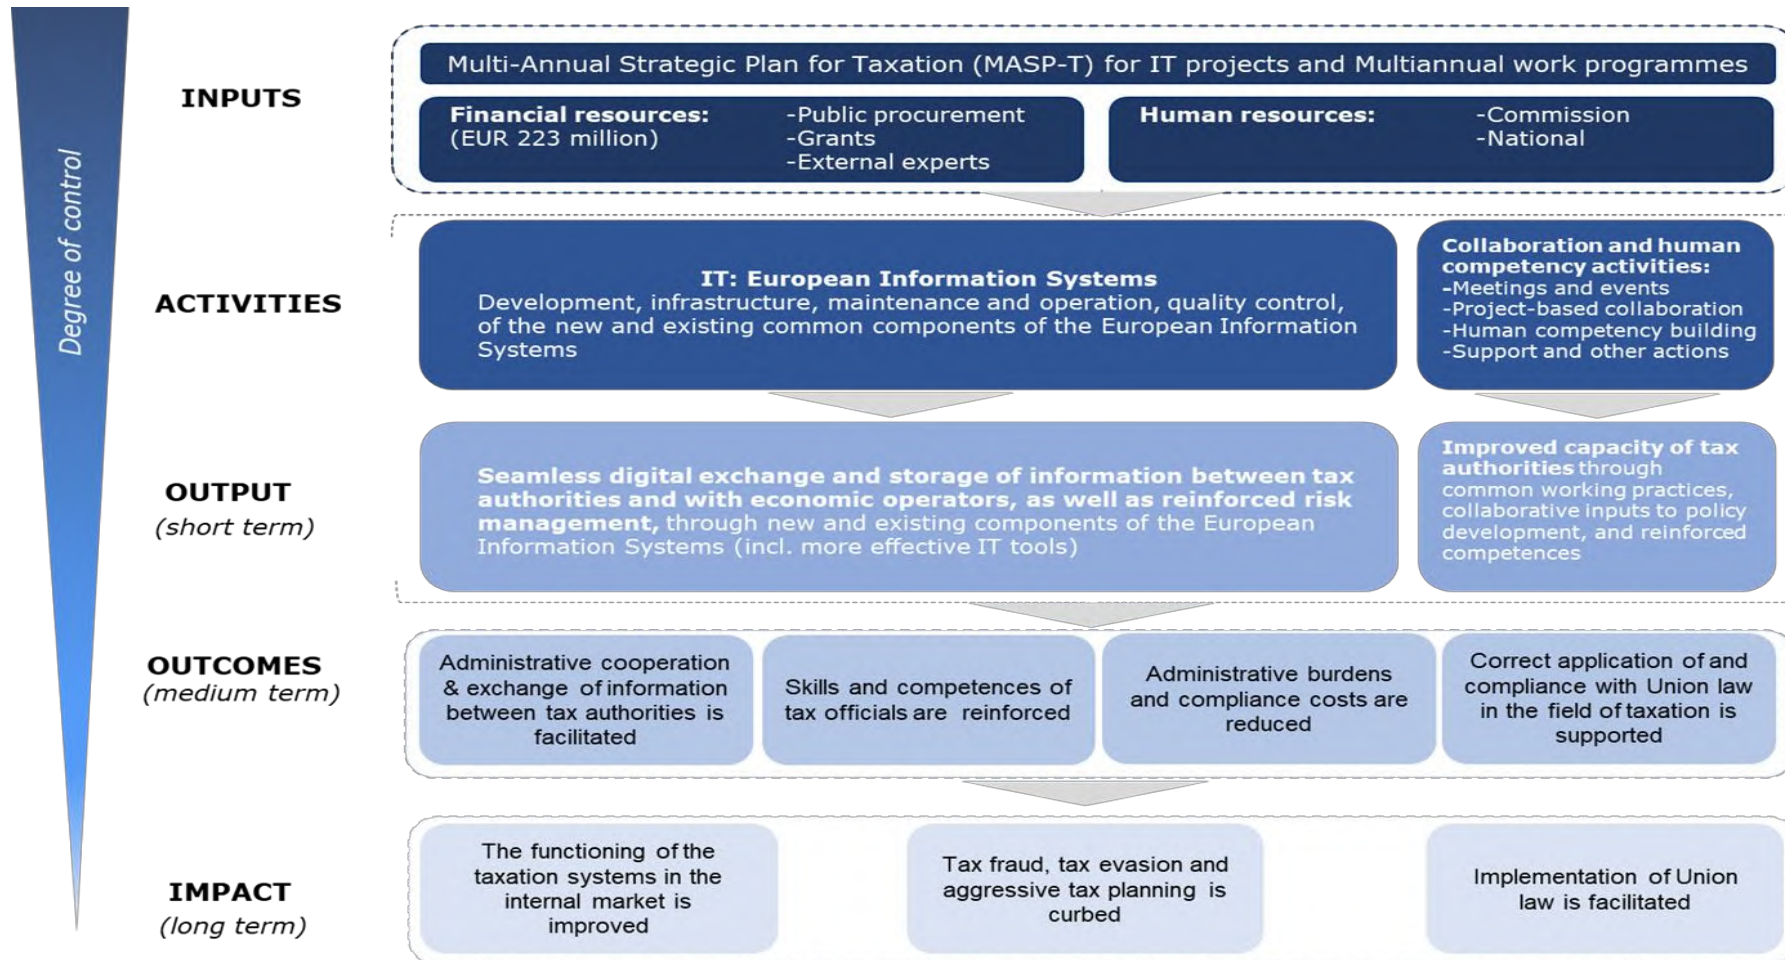 Degree of control
INPUTS
Multi-Annual Strategic Plan for Taxation (MASP-T) for IT projects and Multiannual work programmes
Financial resources:
(EUR 223 million)
-Public procurement
-Grants
-External experts
Human resources:
-Commission
-National
ACTIVITIES
IT: European Information Systems
Development, infrastructure, maintenance and operation, quality control,
of the new and existing common components of the European Information
Systems
Collaboration and human
competency activities:
-Meetings and events
-Project-based collaboration
-Human competency building
-Support and other actions
OUTPUT
(short term)
Seamless digital exchange and storage of information between tax
authorities and with economic operators, as well as reinforced risk
management, through new and existing components of the European
Information Systems (incl. more effective IT tools)
Improved capacity of tax
authorities through
common working practices,
collaborative inputs to policy
development, and reinforced
competences
OUTCOMES
(medium term)
Administrative cooperation
& exchange of information
between tax authorities is
facilitated
Skills and competences of
tax officials are reinforced
Administrative burdens
and compliance costs are
reduced
Correct application of and
compliance with Union law
in the field of taxation is
supported
IMPACT
(long term)
The functioning of the
taxation systems in the
internal market is
improved
Tax fraud, tax evasion and
aggressive tax planning is
curbed
Implementation of Union
law is facilitated